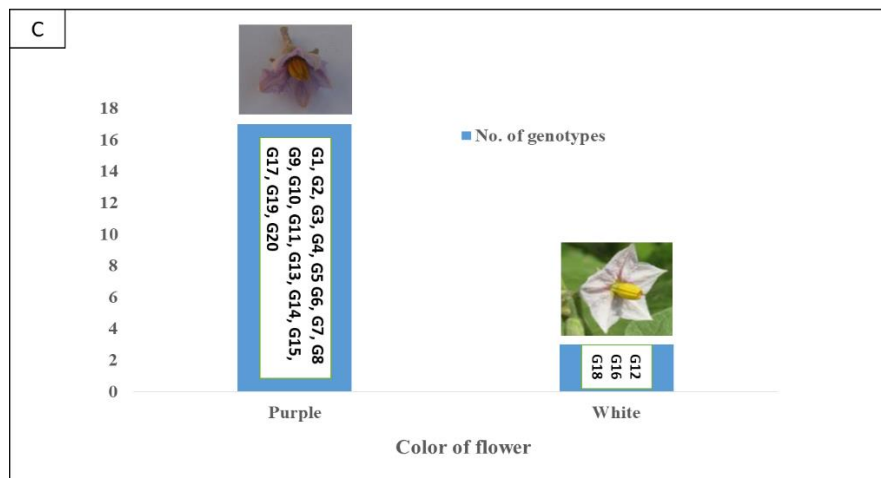 C
18
16
14
12
10
8
6
4
2
0
No. of genotypes
G1, G2, G3, G4, G5 G6, G7, G8
G9, G10, G11, G13, G14, G15,
G17, G19, G20
G12
G16
G18
Purple
White
Color of flower